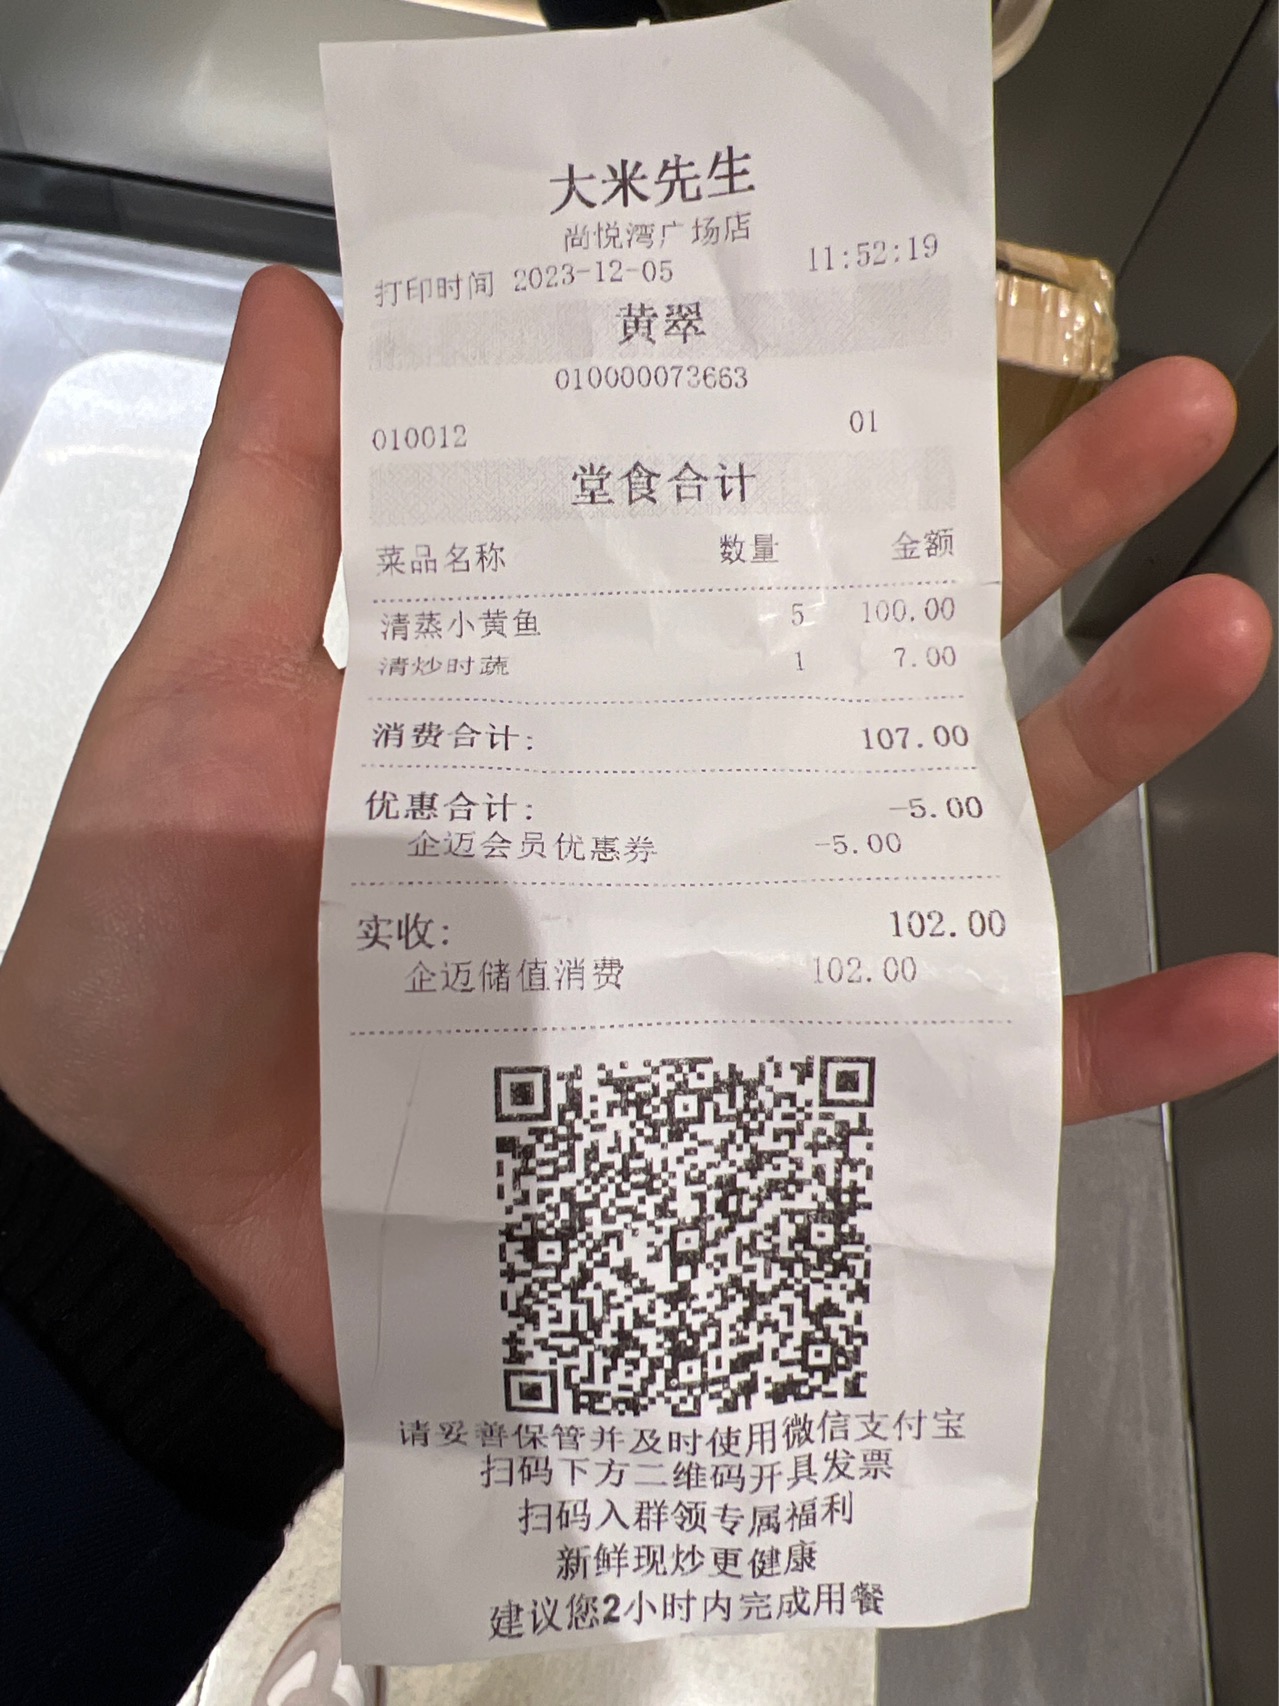 大米先生
尚悦湾广场店
打印时间 2023-12-05 11:52:19
黄翠
010000073663
010012 01
堂食合计
菜品名称 数量 金额
清蒸小黄鱼 5 100.00
清炒时蔬 1 7.00
消费合计: 107.00
优惠合计: -5.00
企迈会员优惠券 -5.00
实收: 102.00
企迈储值消费 102.00
请妥善保管并及时使用微信支付宝
扫码下方二维码开具发票
扫码入群领专属福利
新鲜现炒更健康
建议您2小时内完成用餐